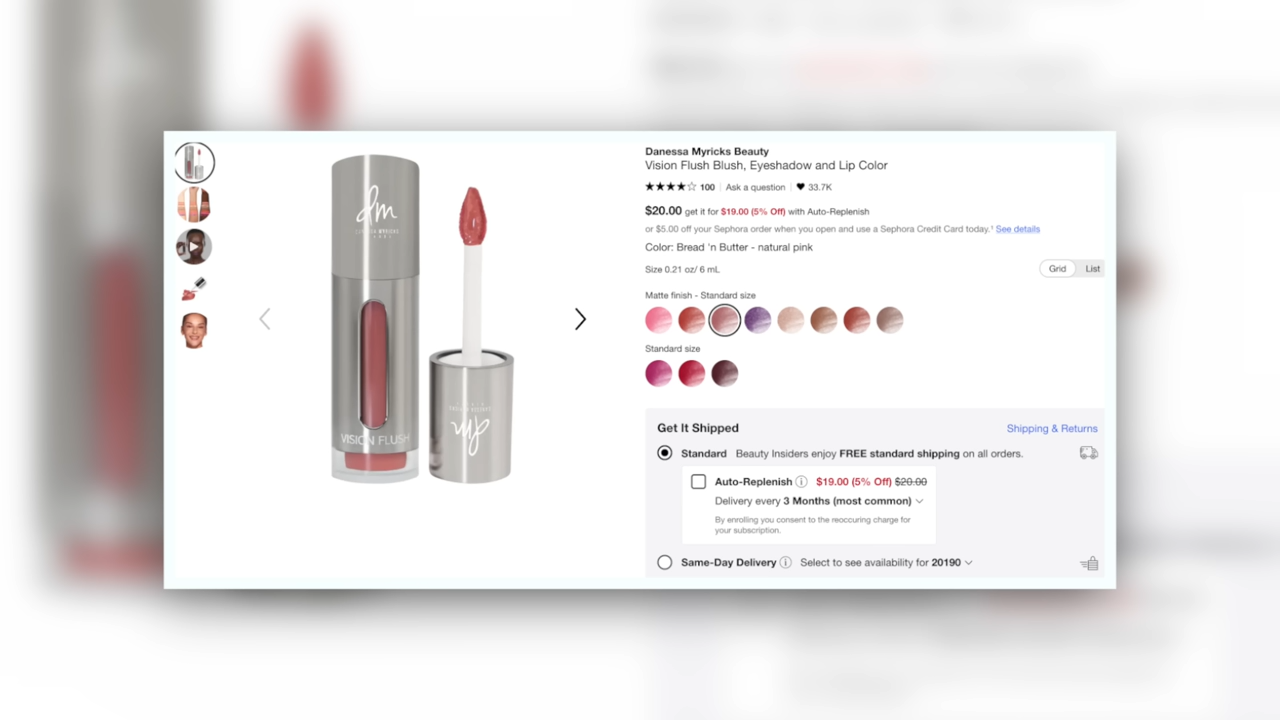 Danessa Myricks Beauty
Vision Flush Blush, Eyeshadow and Lip Color
★★★★☆ 100 | Ask a question | ♥ 33.7K
$20.00 get it for $19.00 (5% Off) with Auto-Replenish
or $5.00 off your Sephora order when you open and use a Sephora Credit Card today.¹ See details
Color: Bread 'n Butter - natural pink
Size 0.21 oz/ 6 mL
Grid List
Matte finish - Standard size
Standard size
dm
VISION FLUSH
dm
Get It Shipped
Shipping & Returns
Standard Beauty Insiders enjoy FREE standard shipping on all orders.
Auto-Replenish $19.00 (5% Off) $20.00
Delivery every 3 Months (most common)
By enrolling you consent to the reoccuring charge for
your subscription.
Same-Day Delivery Select to see availability for 20190